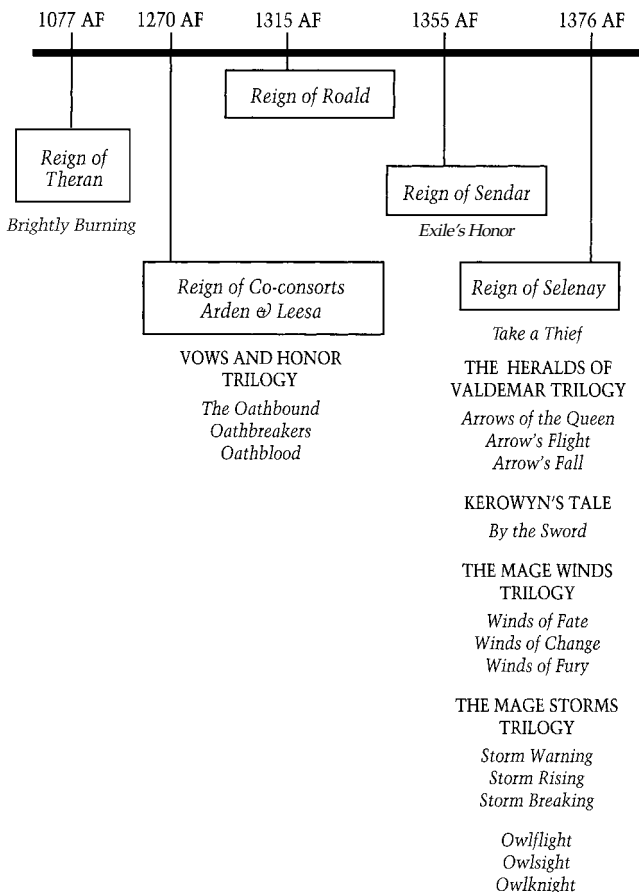 1077 AF 1270 AF 1315 AF 1355 AF 1376 AF
Reign of Roald
Reign of
Theran
Brightly Burning
Reign of Sendar
Exile's Honor
Reign of Co-consorts
Arden & Leesa
VOWS AND HONOR
TRILOGY
The Oathbound
Oathbreakers
Oathblood
Reign of Selenay
Take a Thief
THE HERALDS OF
VALDEMAR TRILOGY
Arrows of the Queen
Arrow's Flight
Arrow's Fall
KEROWYN'S TALE
By the Sword
THE MAGE WINDS
TRILOGY
Winds of Fate
Winds of Change
Winds of Fury
THE MAGE STORMS
TRILOGY
Storm Warning
Storm Rising
Storm Breaking
Owlflight
Owlsight
Owlknight